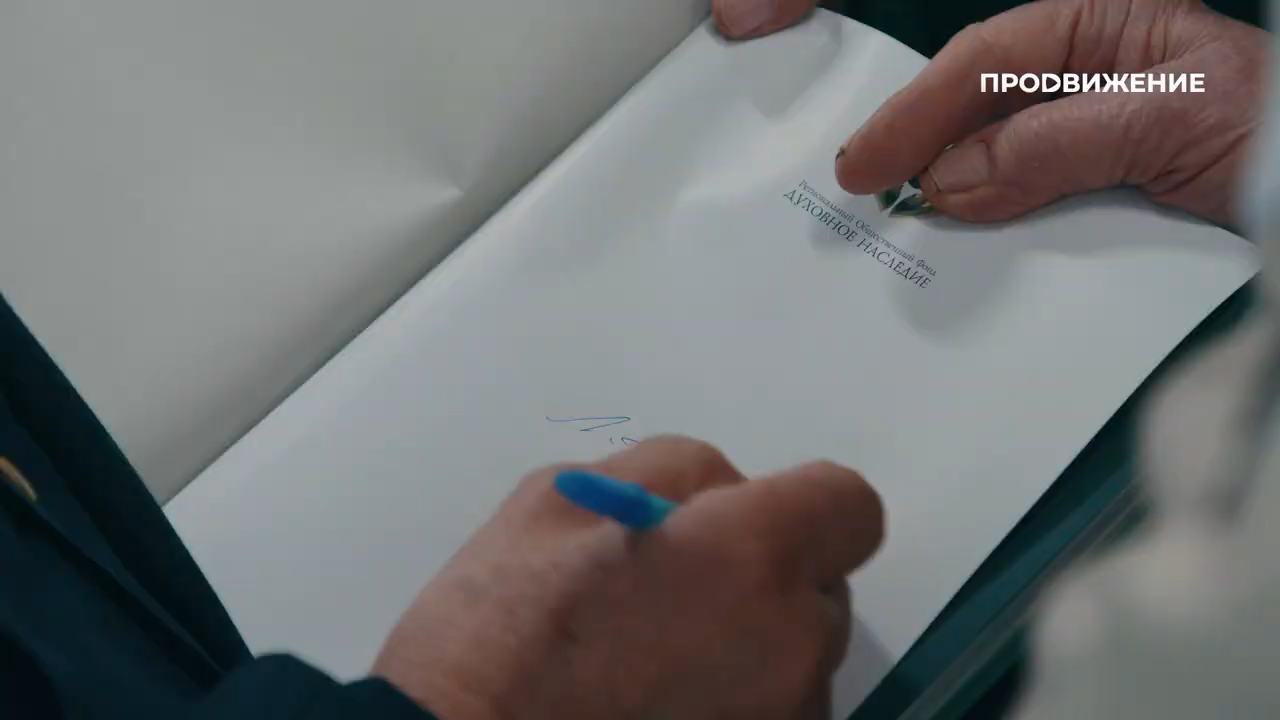 ПРОДВИЖЕНИЕ
Региональный Общественный Фонд
ДУХОВНОЕ НАСЛЕДИЕ